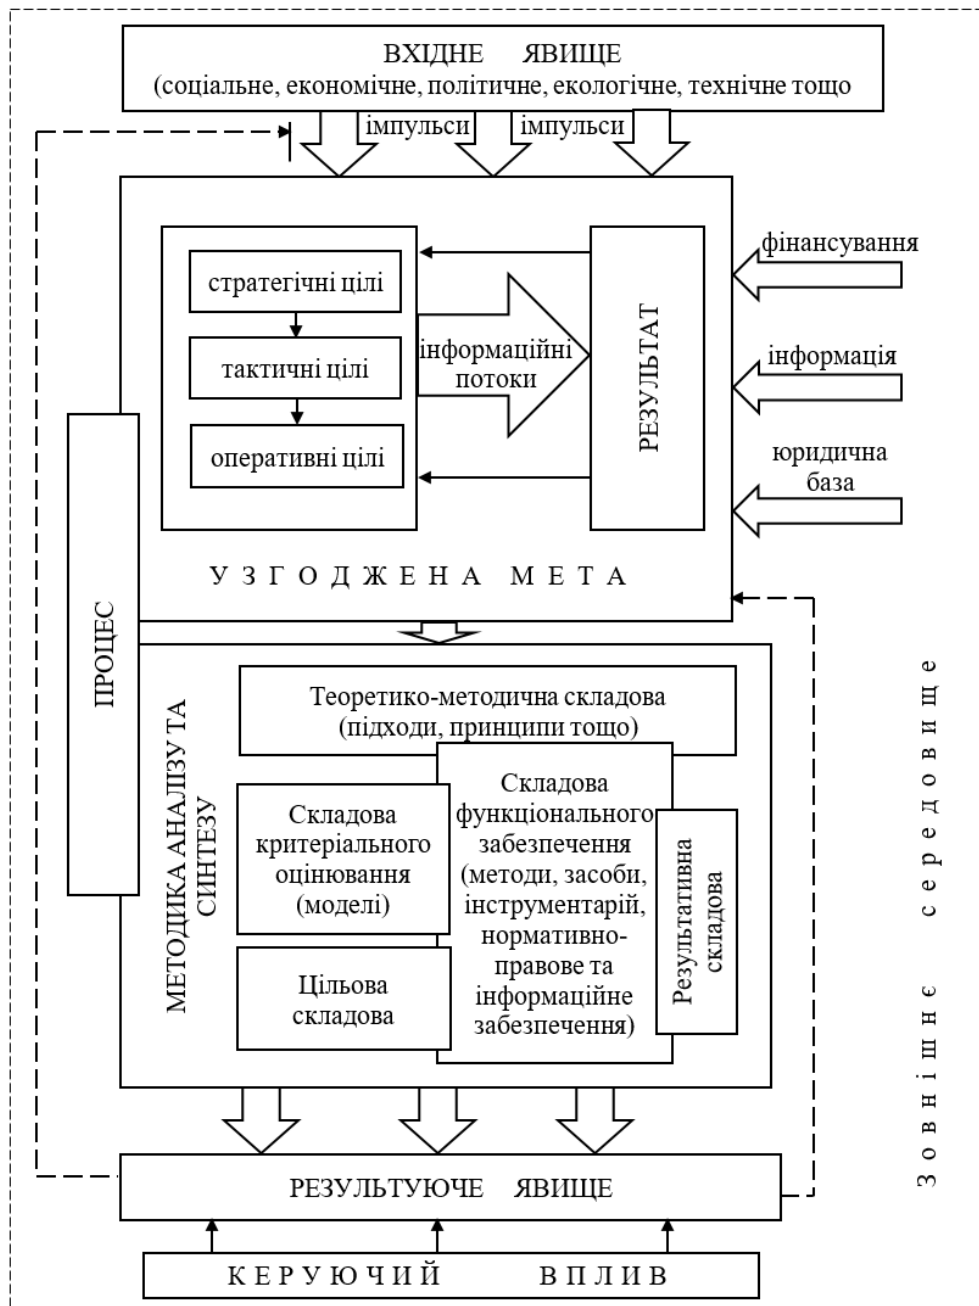 ВХІДНЕ ЯВИЩЕ
(соціальне, економічне, політичне, екологічне, технічне тощо
імпульси імпульси
стратегічні цілі
тактичні цілі
оперативні цілі
інформаційні
потоки
РЕЗУЛЬТАТ
фінансування
інформація
юридична
база
УЗГОДЖЕНА МЕТА
ПРОЦЕС
МЕТОДИКА АНАЛІЗУ ТА
СИНТЕЗУ
Теоретико-методична складова
(підходи, принципи тощо)
Складова
критеріального
оцінювання
(моделі)
Цільова
складова
Складова
функціонального
забезпечення
(методи, засоби,
інструментарій,
нормативно-
правове та
інформаційне
забезпечення)
Результативна
складова
Зовнішнє середовище
РЕЗУЛЬТУЮЧЕ ЯВИЩЕ
КЕРУЮЧИЙ ВПЛИВ